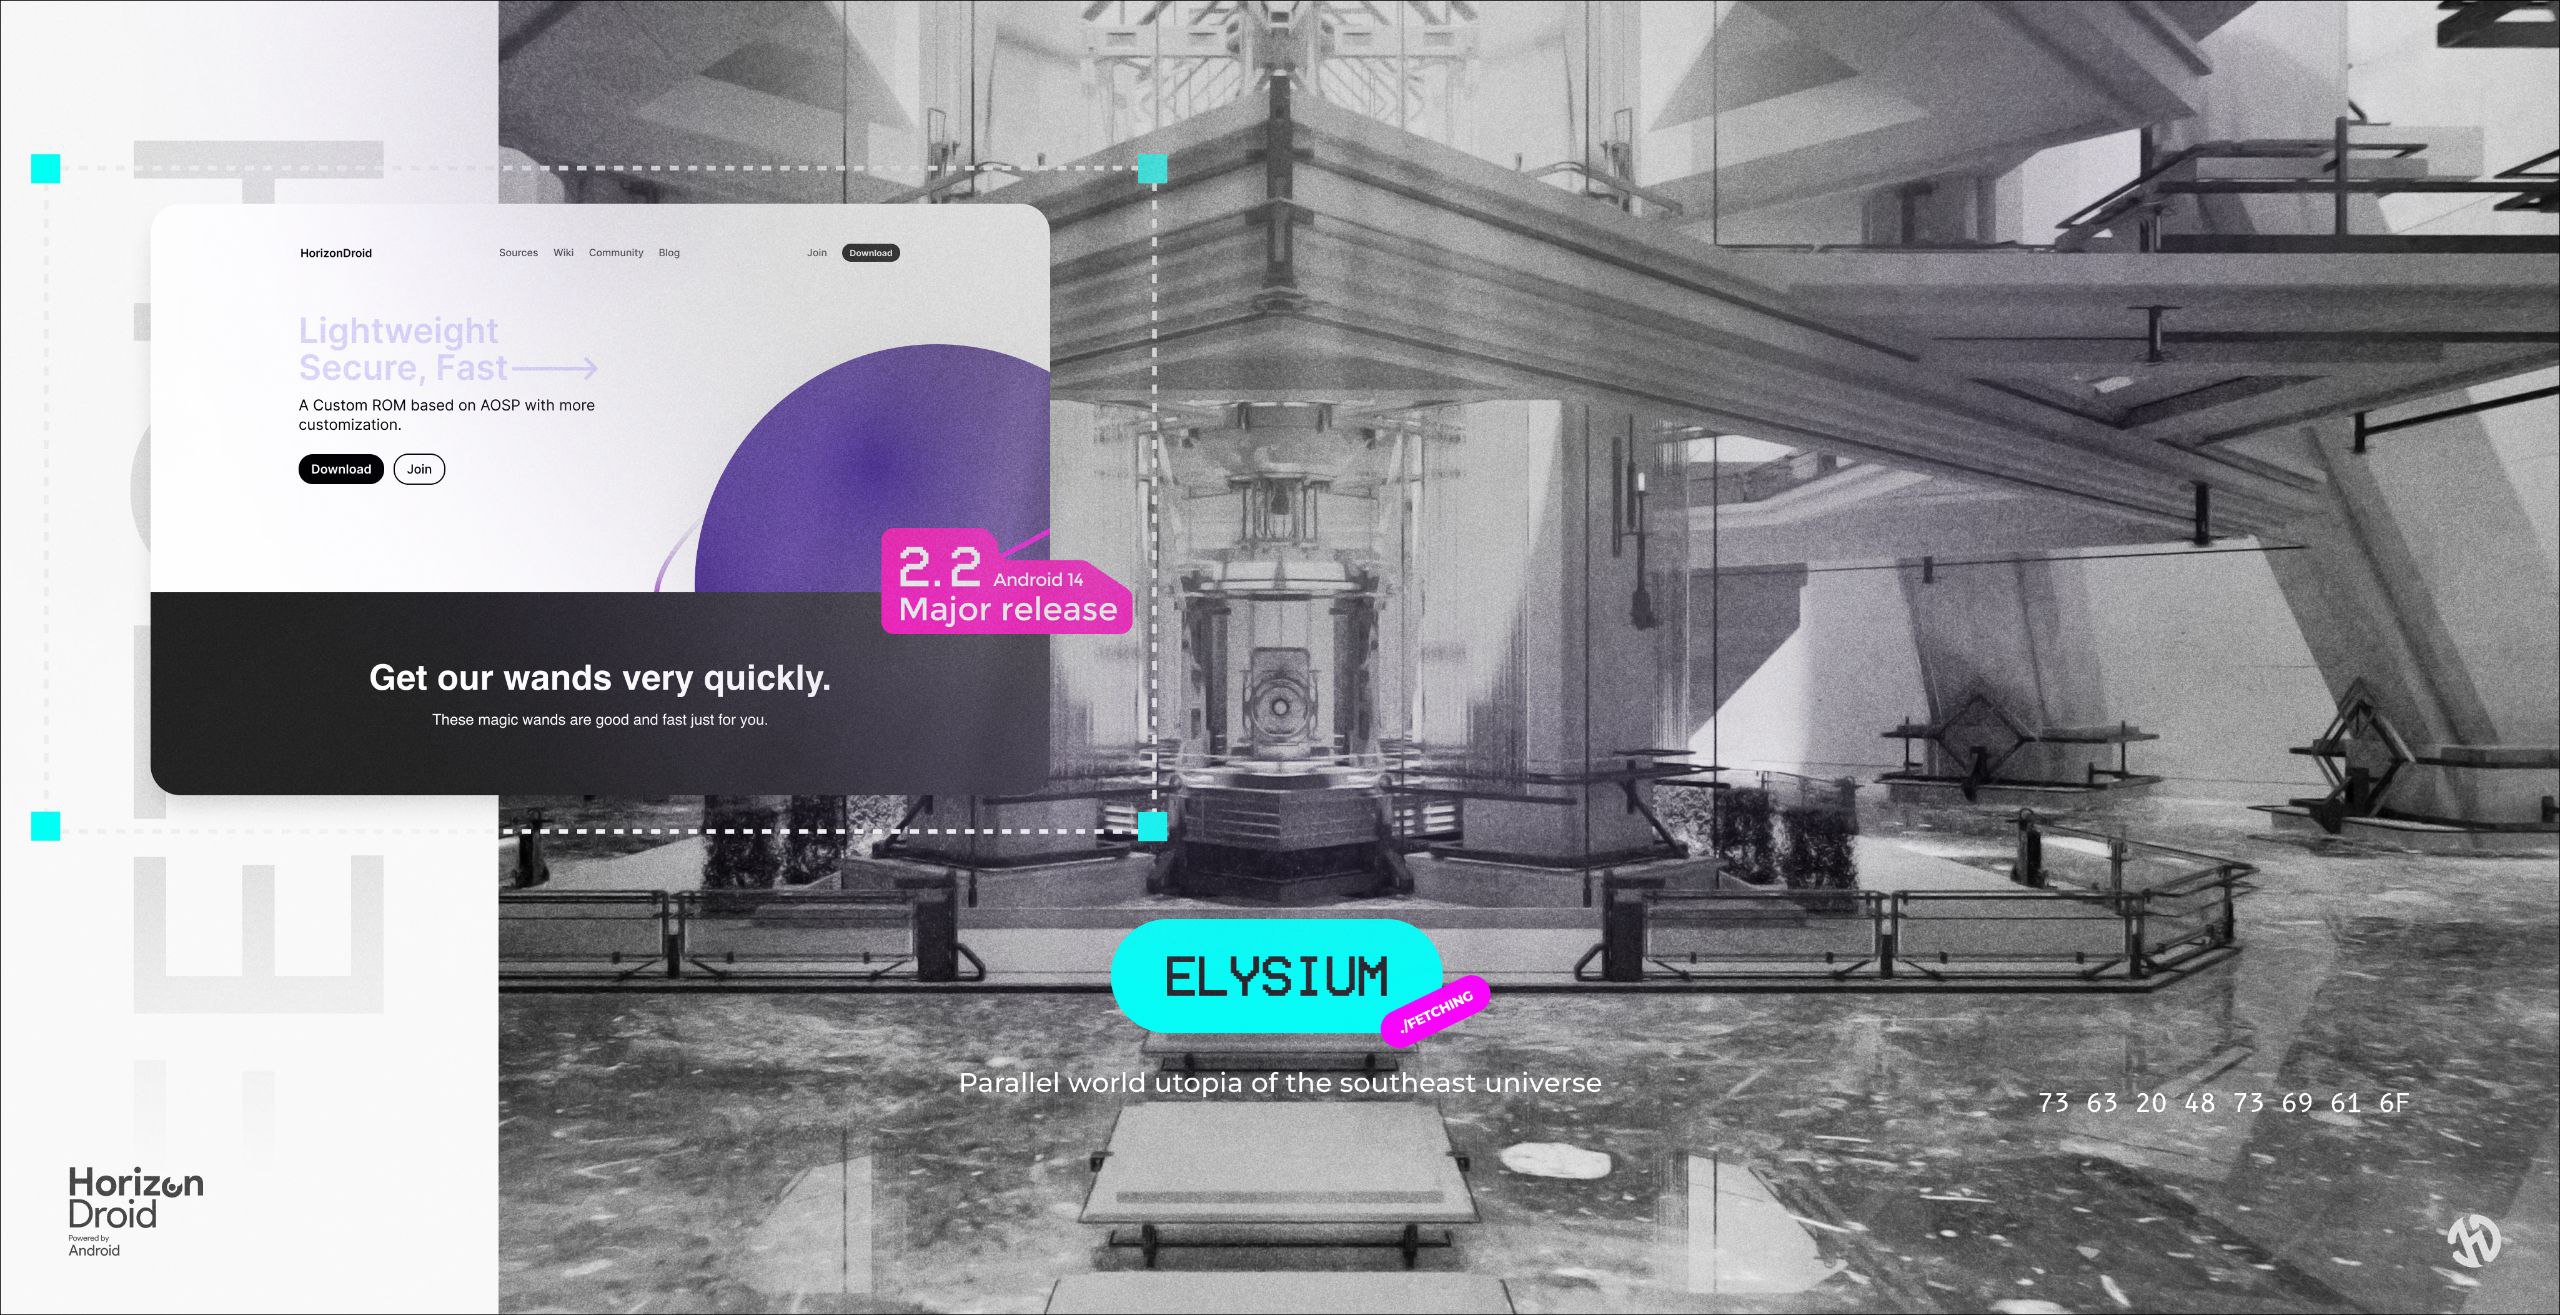 HorizonDroid
Sources Wiki Community Blog
Join
Download
Lightweight
Secure, Fast
A Custom ROM based on AOSP with more
customization.
Download
Join
2.2 Android 14
Major release
Get our wands very quickly.
These magic wands are good and fast just for you.
ELYSIUM
./FETCHING
Parallel world utopia of the southeast universe
73 63 20 48 73 69 61 6F
Horizon
Droid
Powered by
Android